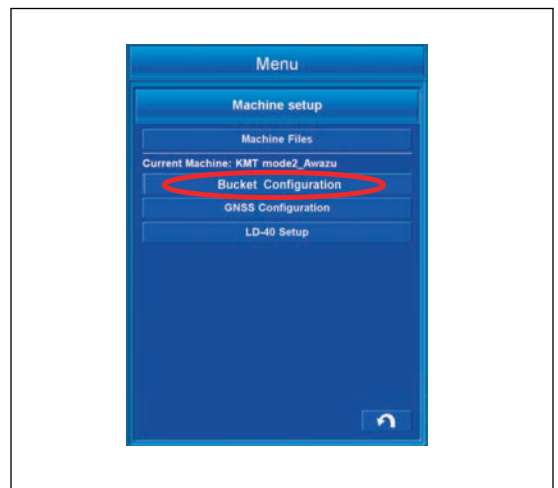 Menu
Machine setup
Machine Files
Current Machine: KMT mode2_Awazu
Bucket Configuration
GNSS Configuration
LD-40 Setup